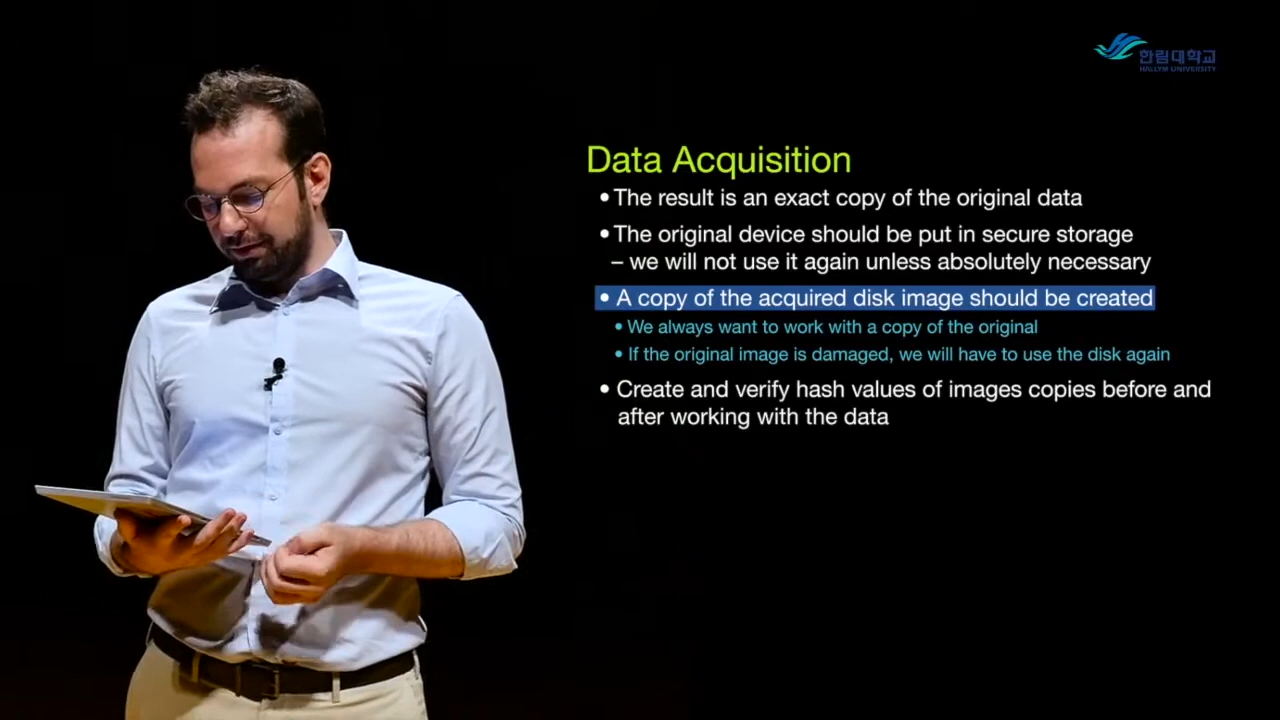 한림대학교
HALLYM UNIVERSITY
Data Acquisition
• The result is an exact copy of the original data
• The original device should be put in secure storage
– we will not use it again unless absolutely necessary
• A copy of the acquired disk image should be created
• We always want to work with a copy of the original
• If the original image is damaged, we will have to use the disk again
• Create and verify hash values of images copies before and
after working with the data